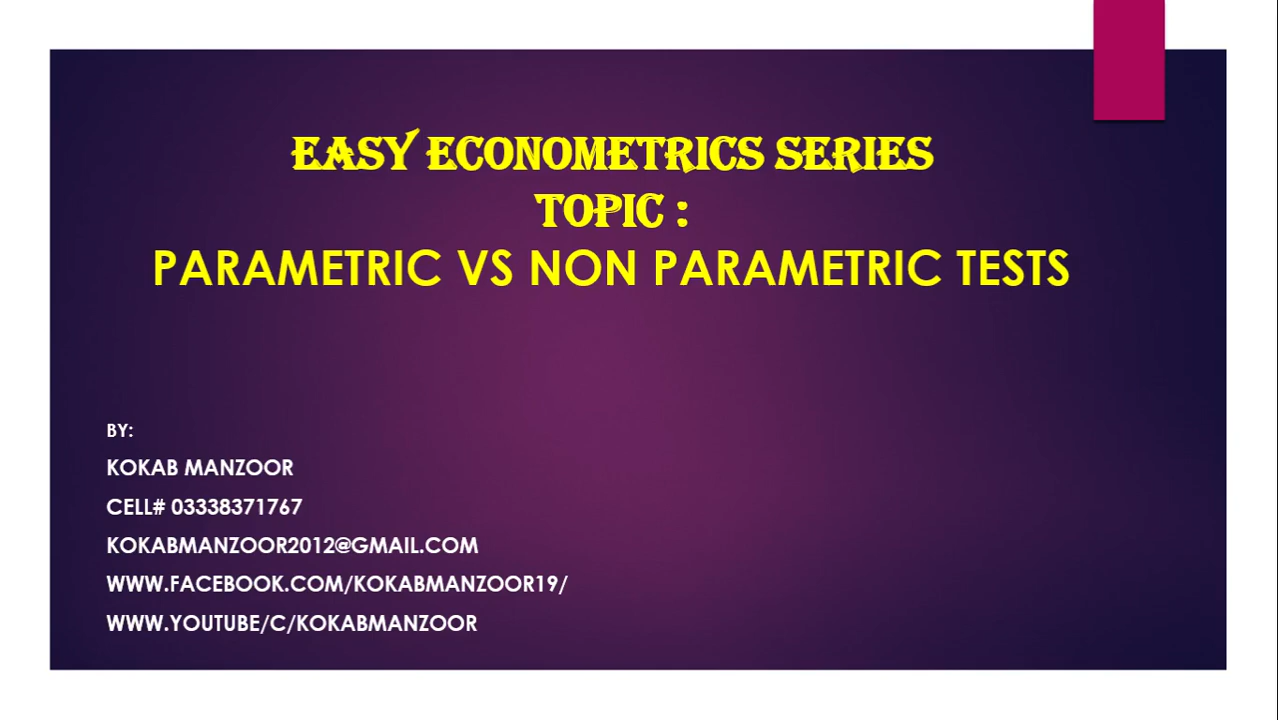 EASY ECONOMETRICS SERIES
TOPIC :
PARAMETRIC VS NON PARAMETRIC TESTS
BY:
KOKAB MANZOOR
CELL# 03338371767
KOKABMANZOOR2012@GMAIL.COM
WWW.FACEBOOK.COM/KOKABMANZOOR19/
WWW.YOUTUBE/C/KOKABMANZOOR